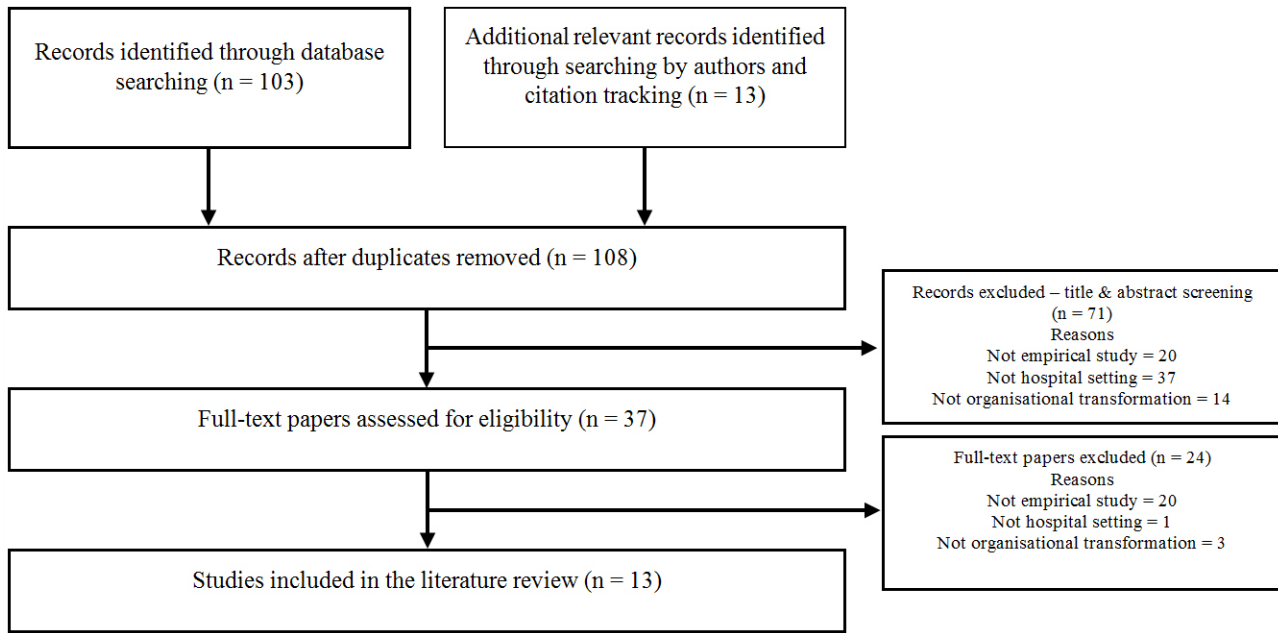 Records identified through database
searching (n = 103)
Additional relevant records identified
through searching by authors and
citation tracking (n = 13)
Records after duplicates removed (n = 108)
Records excluded – title & abstract screening
(n = 71)
Reasons
Not empirical study = 20
Not hospital setting = 37
Not organisational transformation = 14
Full-text papers assessed for eligibility (n = 37)
Full-text papers excluded (n = 24)
Reasons
Not empirical study = 20
Not hospital setting = 1
Not organisational transformation = 3
Studies included in the literature review (n = 13)